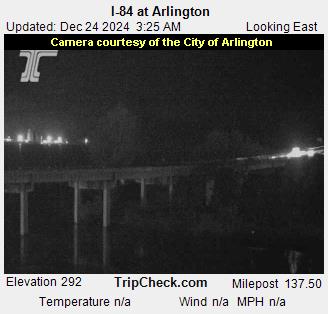 I-84 at Arlington
Updated: Dec 24 2024 3:25 AM Looking East
Camera courtesy of the City of Arlington
Elevation 292 TripCheck.com Milepost 137.50
Temperature n/a Wind n/a MPH n/a